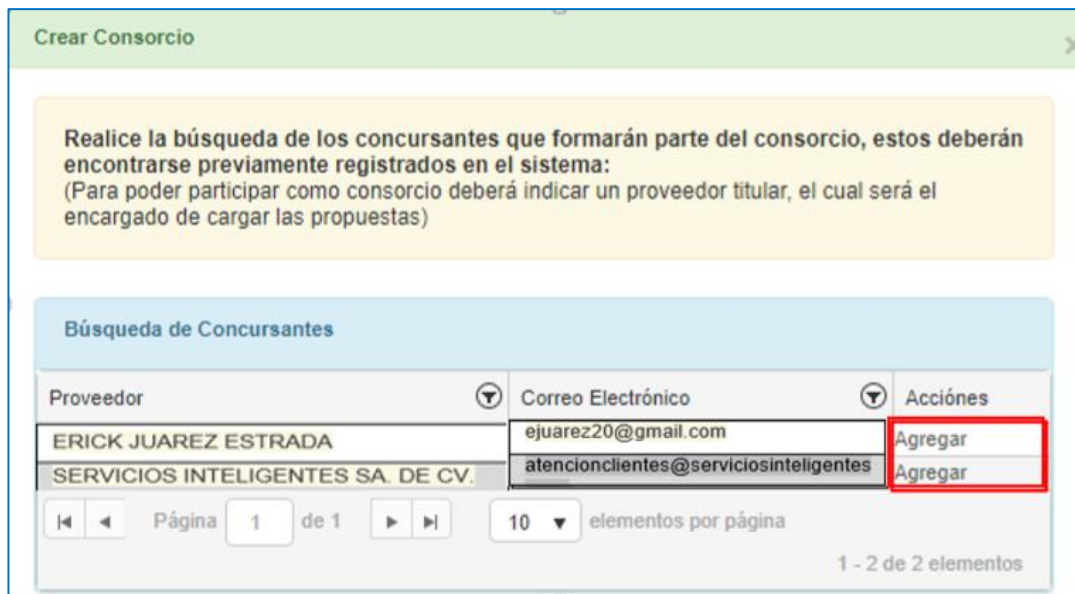 Crear Consorcio
Realice la búsqueda de los concursantes que formarán parte del consorcio, estos deberán
encontrarse previamente registrados en el sistema:
(Para poder participar como consorcio deberá indicar un proveedor titular, el cual será el
encargado de cargar las propuestas)
Búsqueda de Concursantes
Proveedor Correo Electrónico Acciónes
ERICK JUAREZ ESTRADA ejuarez20@gmail.com Agregar
SERVICIOS INTELIGENTES SA. DE CV. atencionclientes@serviciosinteligentes Agregar
Página 1 de 1 10 elementos por página
1 - 2 de 2 elementos